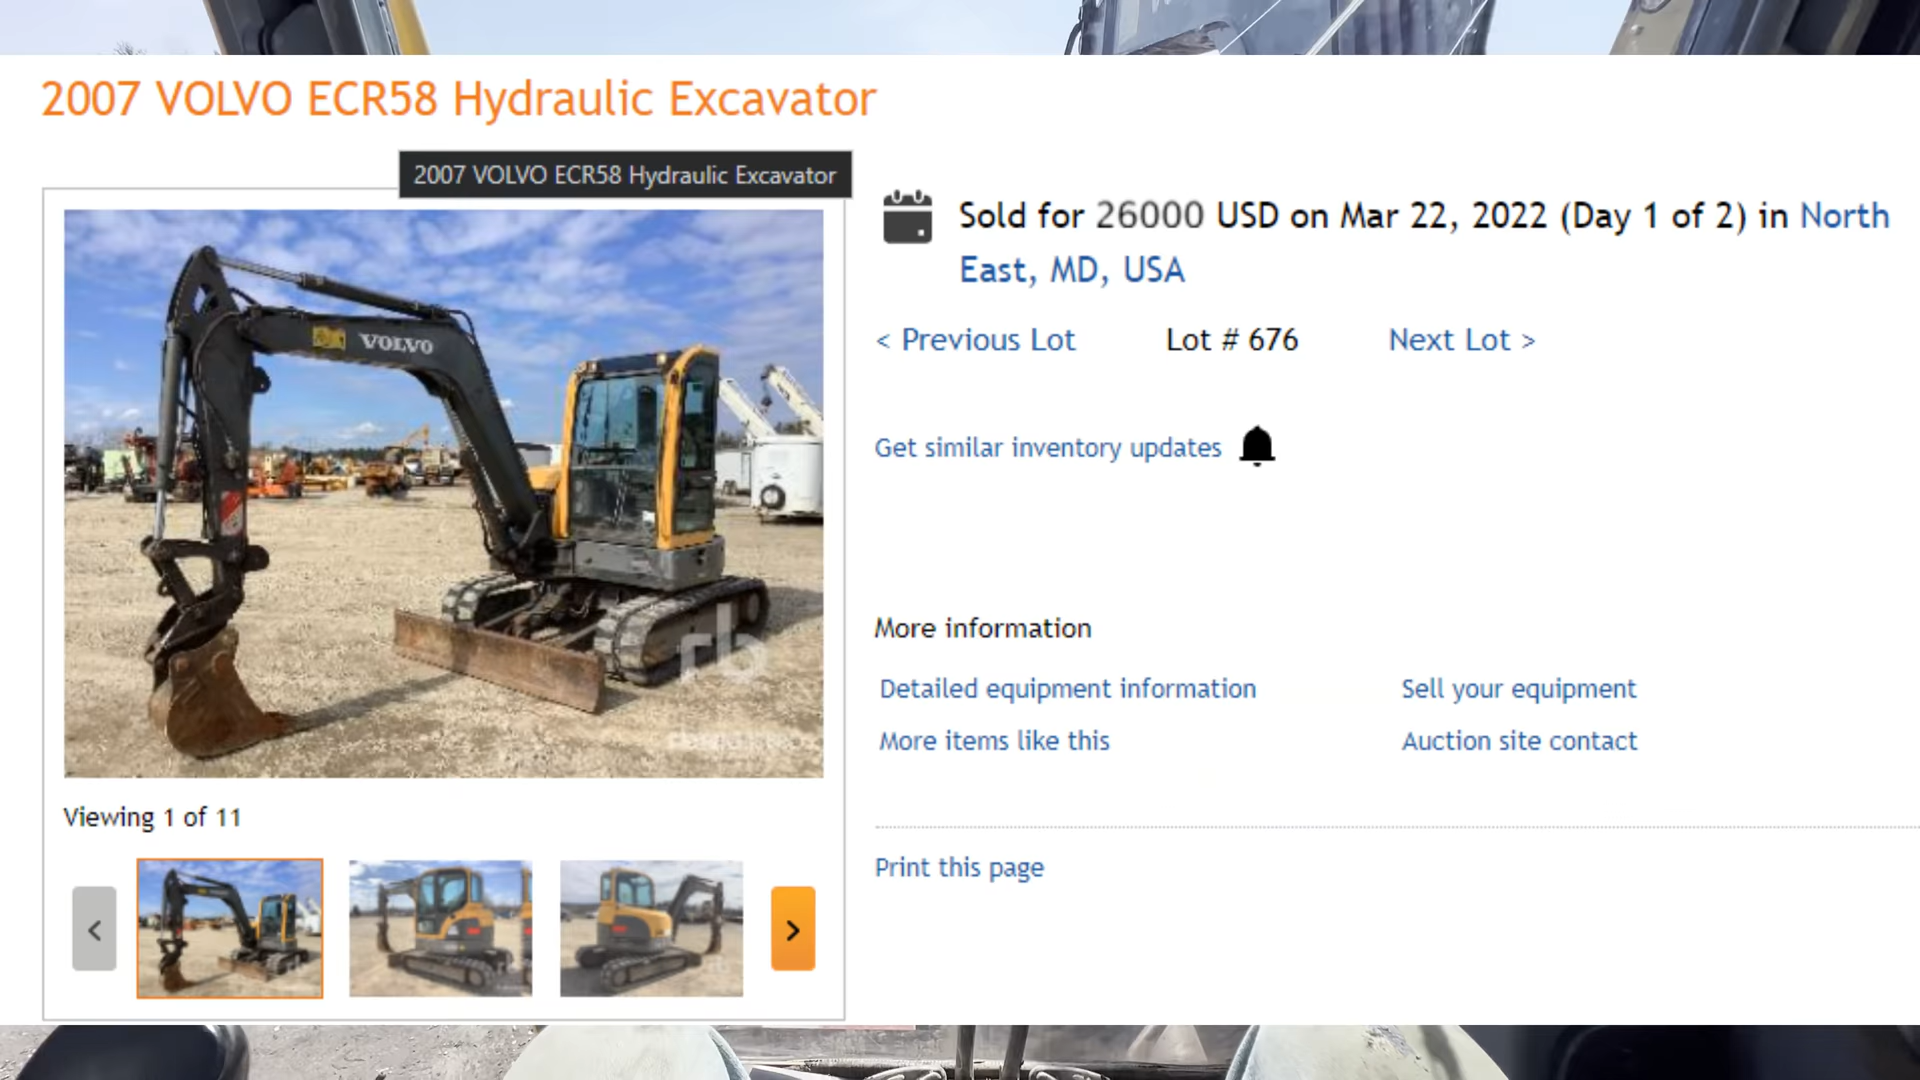 2007 VOLVO ECR58 Hydraulic Excavator
2007 VOLVO ECR58 Hydraulic Excavator
Sold for 26000 USD on Mar 22, 2022 (Day 1 of 2) in North
East, MD, USA
< Previous Lot
Lot # 676
Next Lot >
VOLVO
Get similar inventory updates
More information
Detailed equipment information
Sell your equipment
rb
More items like this
Auction site contact
Viewing 1 of 11
Print this page